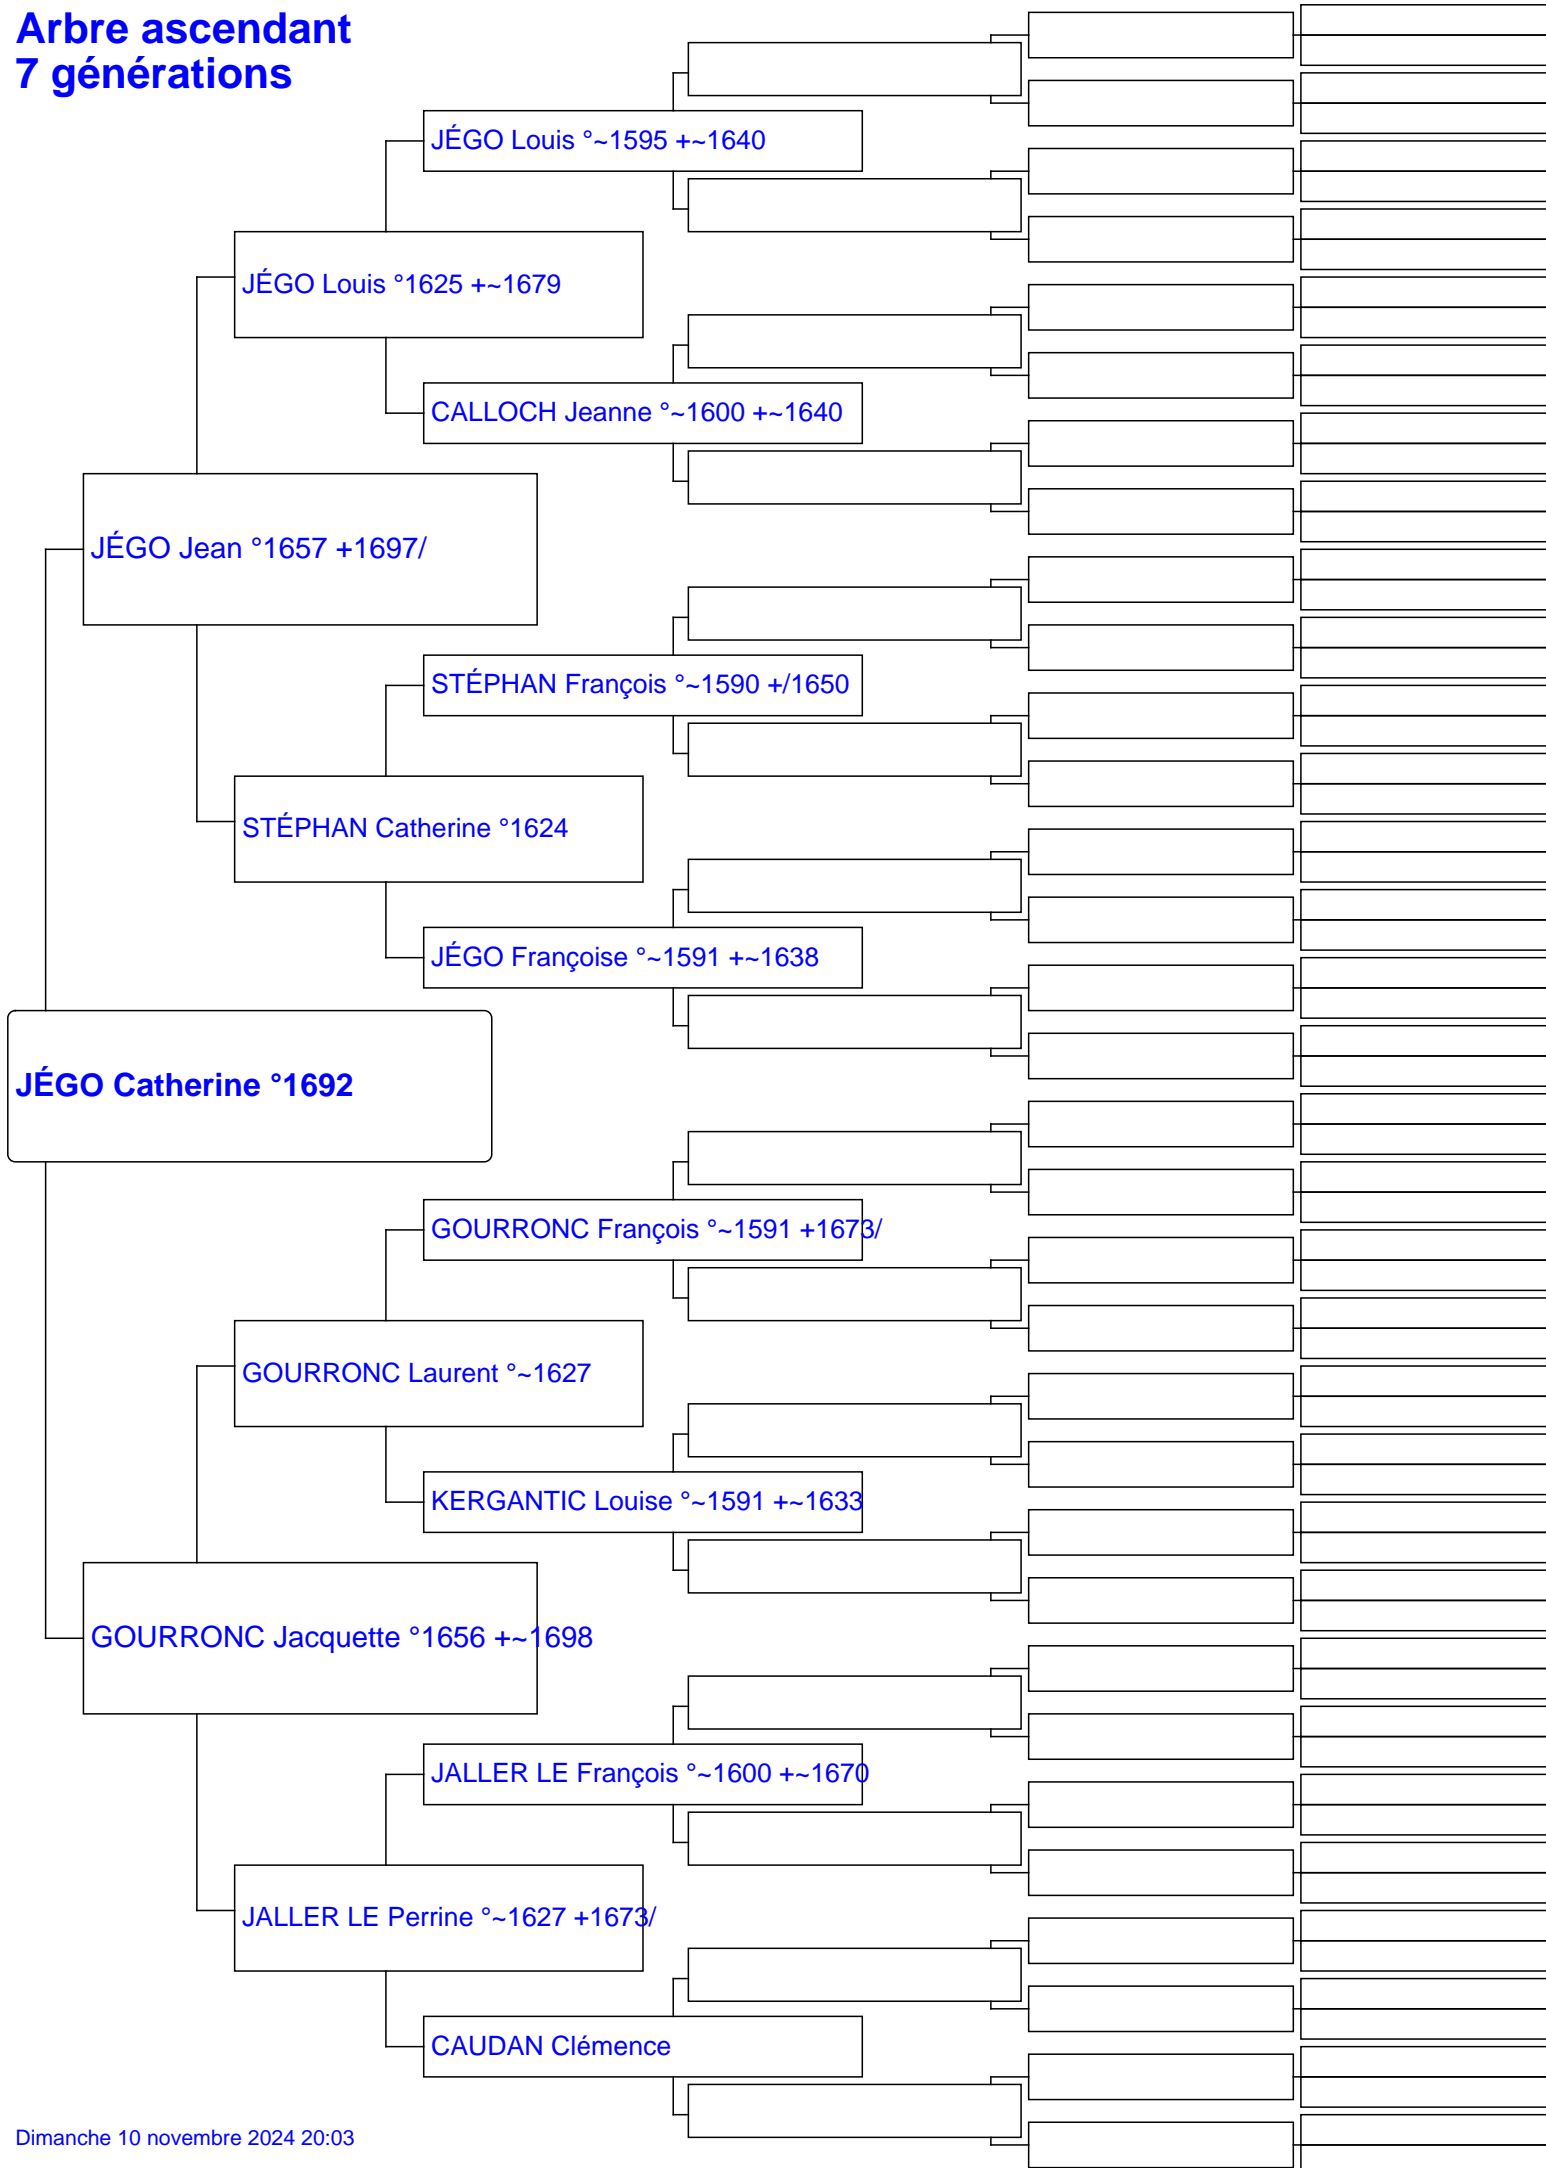 Arbre ascendant
7 générations
JÉGO Louis °~1595 +~1640
JÉGO Louis °1625 +~1679
CALLOCH Jeanne °~1600 +~1640
JÉGO Jean °1657 +1697/
STÉPHAN François °~1590 +/1650
STÉPHAN Catherine °1624
JÉGO Françoise °~1591 +~1638
JÉGO Catherine °1692
GOURRONC François °~1591 +1673/
GOURRONC Laurent °~1627
KERGANTIC Louise °~1591 +~1633
GOURRONC Jacquette °1656 +~1698
JALLER LE François °~1600 +~1670
JALLER LE Perrine °~1627 +1673/
CAUDAN Clémence
Dimanche 10 novembre 2024 20:03